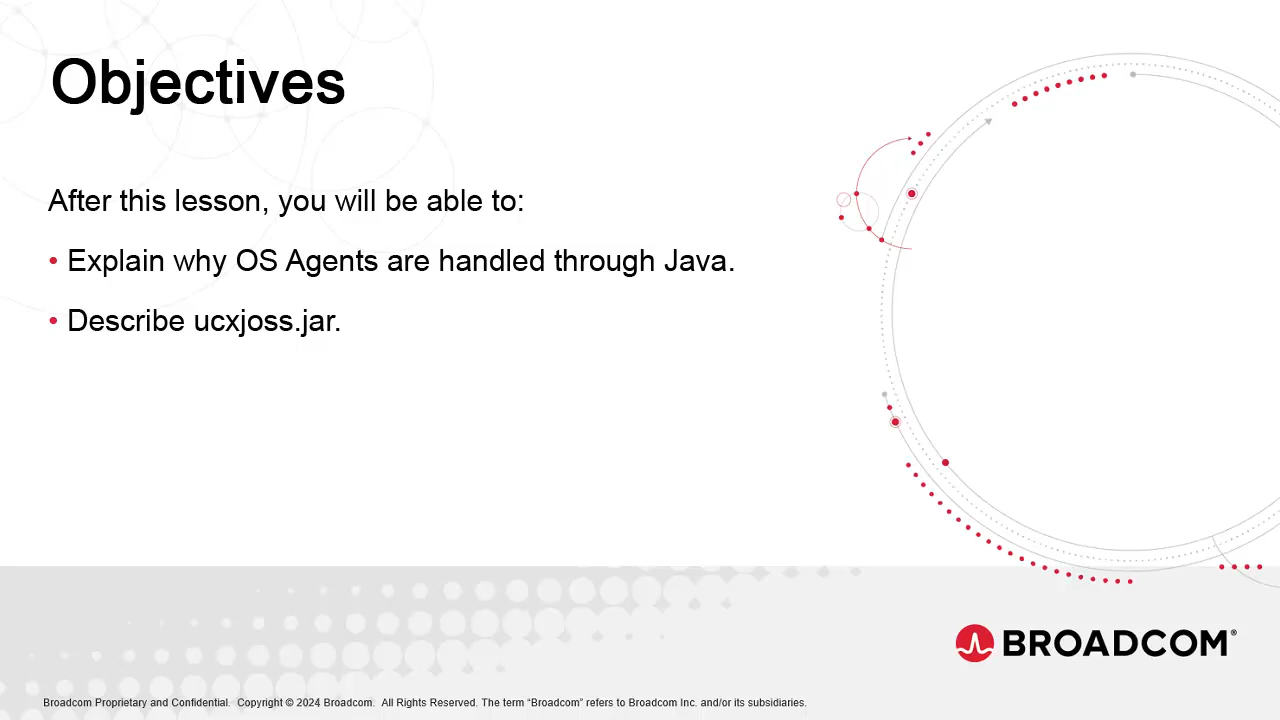 Objectives
After this lesson, you will be able to:
• Explain why OS Agents are handled through Java.
• Describe ucxjoss.jar.
BROADCOM®
Broadcom Proprietary and Confidential. Copyright © 2024 Broadcom. All Rights Reserved. The term “Broadcom” refers to Broadcom Inc. and/or its subsidiaries.